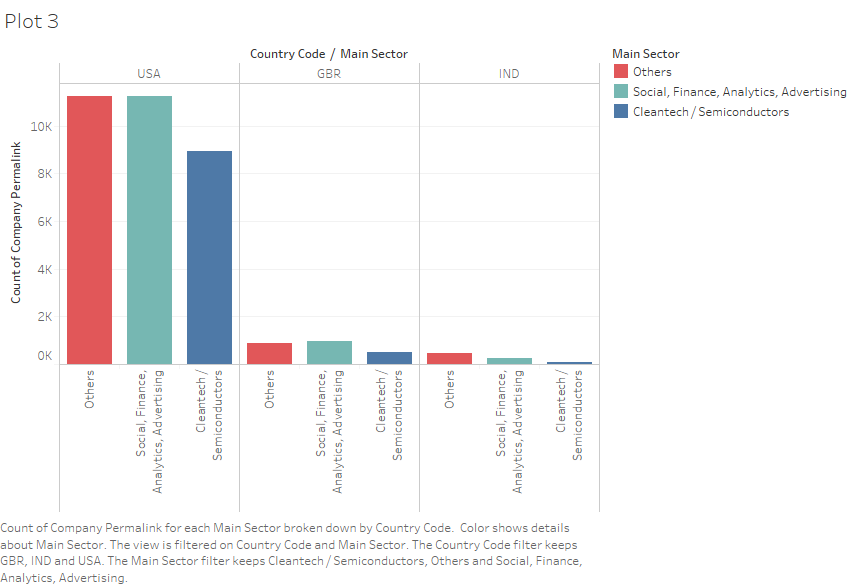 Plot 3
Country Code / Main Sector
USA
GBR
IND
Count of Company Permalink
10K
8K
6K
4K
2K
0K
Others
Social, Finance,
Analytics, Advertising
Cleantech /
Semiconductors
Others
Social, Finance,
Analytics, Advertising
Cleantech /
Semiconductors
Others
Social, Finance,
Analytics, Advertising
Cleantech /
Semiconductors
Main Sector
Others
Social, Finance, Analytics, Advertising
Cleantech / Semiconductors
Count of Company Permalink for each Main Sector broken down by Country Code.  Color shows details
about Main Sector. The view is filtered on Country Code and Main Sector. The Country Code filter keeps
GBR, IND and USA. The Main Sector filter keeps Cleantech / Semiconductors, Others and Social, Finance,
Analytics, Advertising.